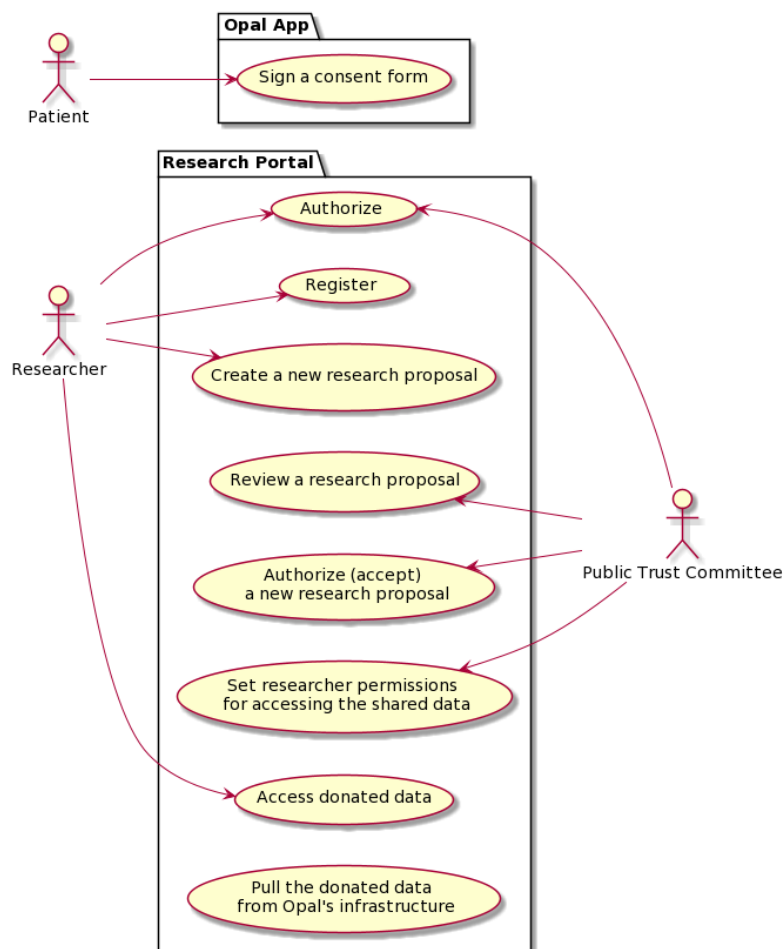 Opal App
Sign a consent form
Patient
Research Portal
Authorize
Register
Researcher
Create a new research proposal
Review a research proposal
Public Trust Committee
Authorize (accept)
a new research proposal
Set researcher permissions
for accessing the shared data
Access donated data
Pull the donated data
from Opal's infrastructure